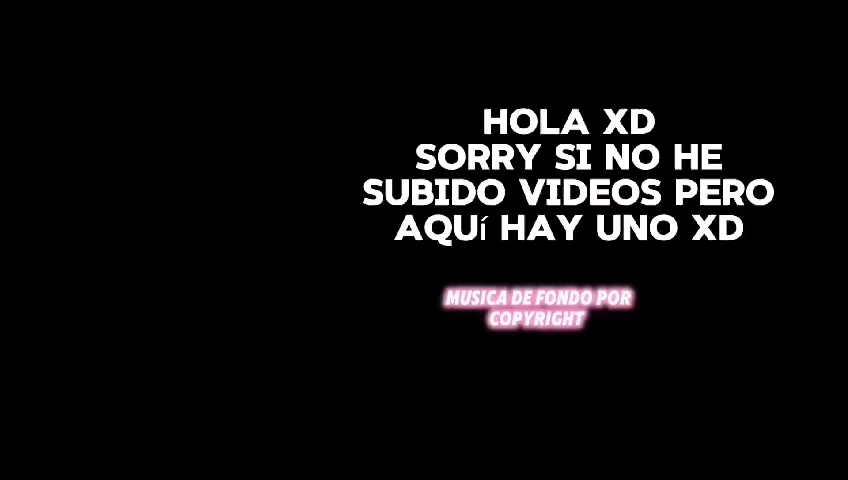 HOLA XD
SORRY SI NO HE
SUBIDO VIDEOS PERO
AQUí HAY UNO XD
MUSICA DE FONDO POR
COPYRIGHT